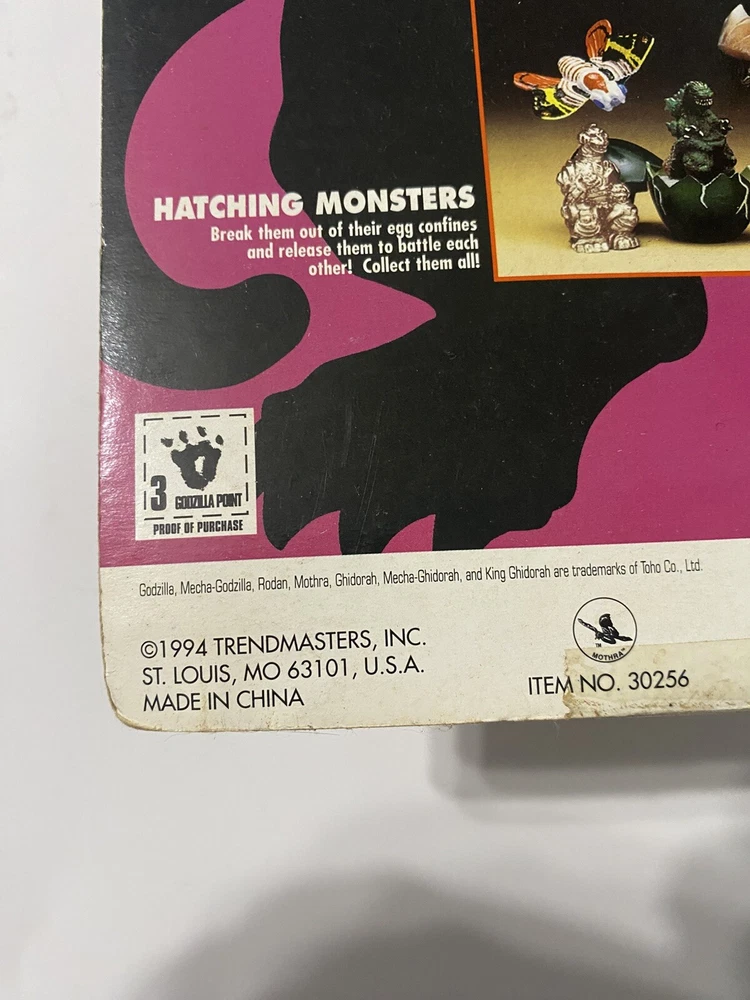 HATCHING MONSTERS
Break them out of their egg confines
and release them to battle each
other! Collect them all!
3 GODZILLA POINT
PROOF OF PURCHASE
Godzilla, Mecha-Godzilla, Rodan, Mothra, Ghidorah, Mecha-Ghidorah, and King Ghidorah are trademarks of Toho Co., Ltd.
©1994 TRENDMASTERS, INC.
ST. LOUIS, MO 63101, U.S.A.
MADE IN CHINA
TM
MOTHRA™
ITEM NO. 30256